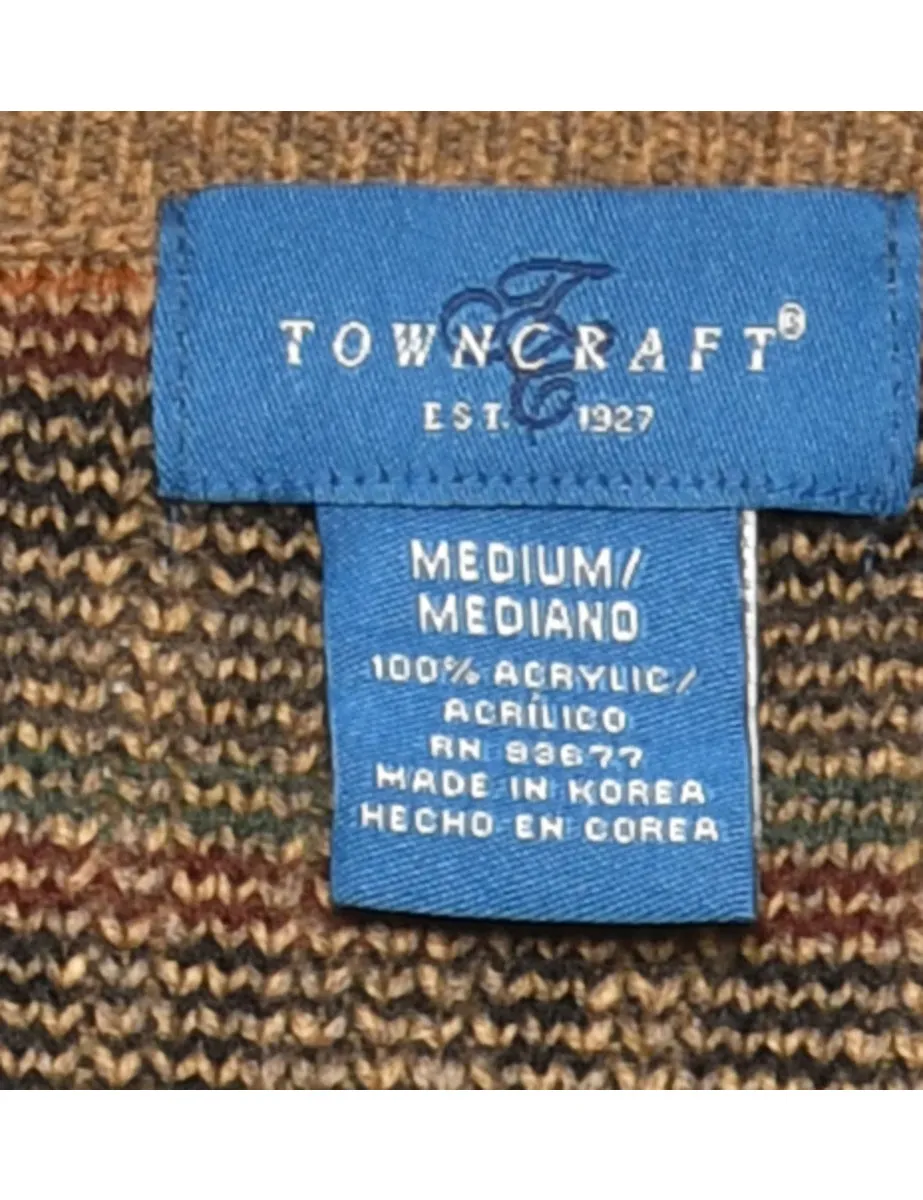 TOWNCRAFT®
EST. 1927
MEDIUM/
MEDIANO
100% ACRYLIC/
ACRÍLICO
RN 93677
MADE IN KOREA
HECHO EN COREA